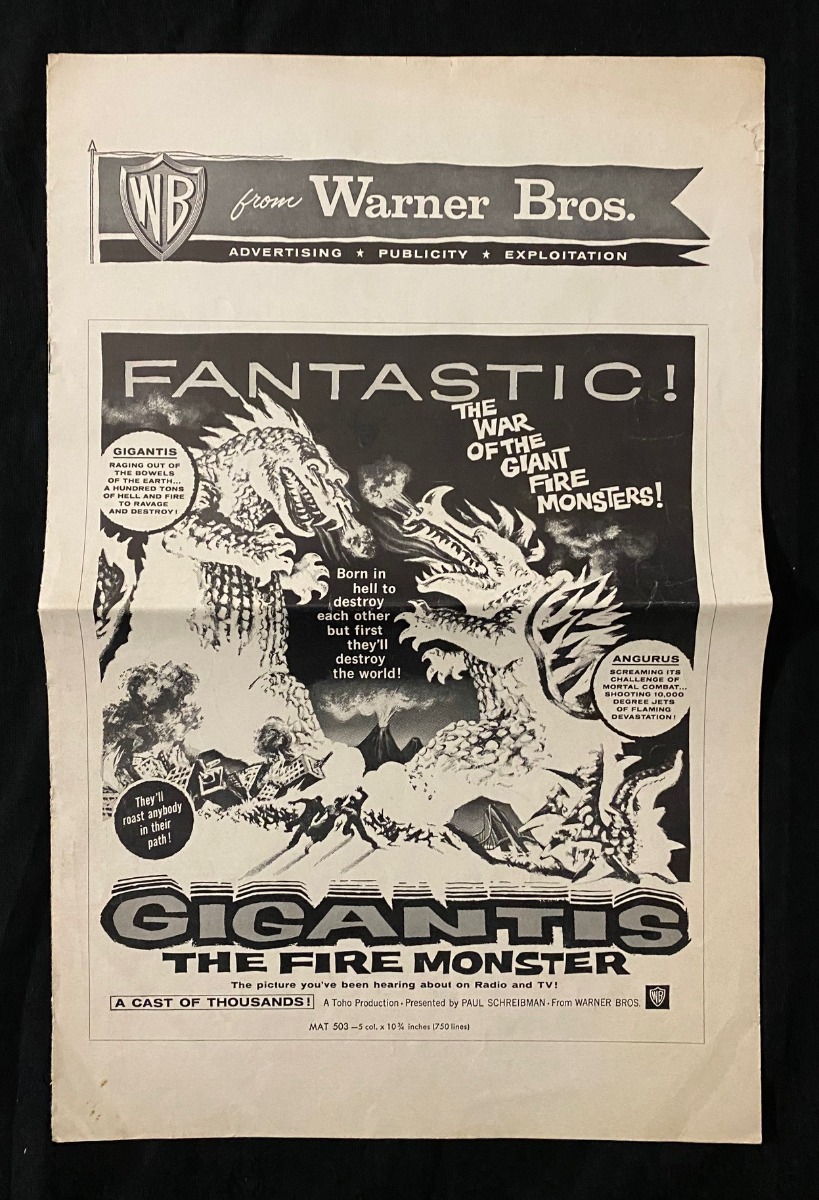 WB
from Warner Bros.
ADVERTISING ★ PUBLICITY ★ EXPLOITATION
FANTASTIC!
THE
WAR
OF THE
GIANT
FIRE
MONSTERS!
GIGANTIS
RAGING OUT OF
THE BOWELS
OF THE EARTH...
A HUNDRED TONS
OF HELL AND FIRE
TO RAVAGE
AND DESTROY!
Born in
hell to
destroy
each other
but first
they'll
destroy
the world!
ANGURUS
SCREAMING ITS
CHALLENGE OF
MORTAL COMBAT...
SHOOTING 10,000
DEGREE JETS
OF FLAMING
DEVASTATION!
They'll
roast anybody
in their
path!
GIGANTIS
THE FIRE MONSTER
The picture you've been hearing about on Radio and TV!
A CAST OF THOUSANDS! A Toho Production • Presented by PAUL SCHREIBMAN • From WARNER BROS. WB
MAT 503 — 5 col. x 10¾ inches (750 lines)